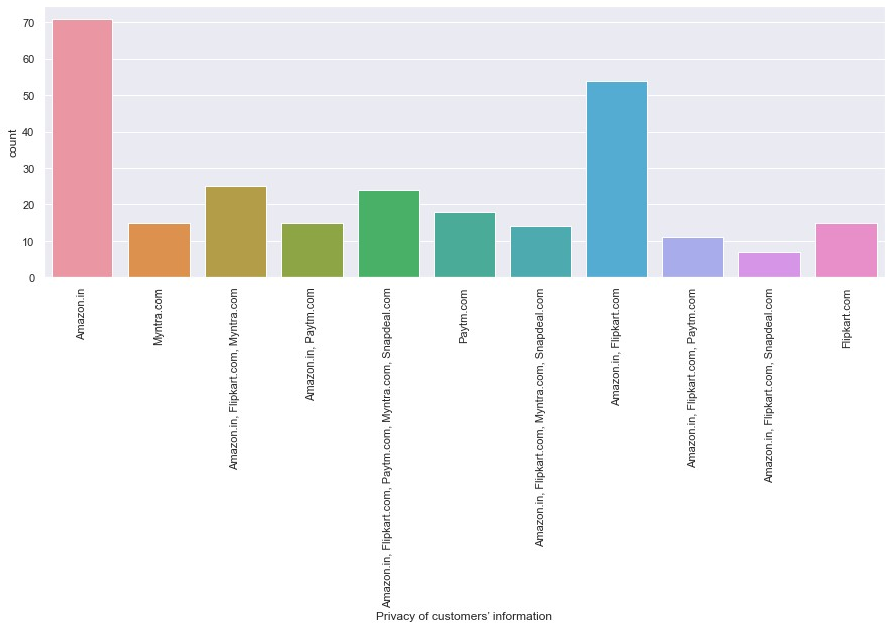 70
60
50
40
30
20
10
0
count
Amazon.in
Myntra.com
Amazon.in, Flipkart.com, Myntra.com
Amazon.in, Paytm.com
Amazon.in, Flipkart.com, Paytm.com, Myntra.com, Snapdeal.com
Paytm.com
Amazon.in, Flipkart.com, Myntra.com, Snapdeal.com
Amazon.in, Flipkart.com
Amazon.in, Flipkart.com, Paytm.com
Amazon.in, Flipkart.com, Snapdeal.com
Flipkart.com
Privacy of customers’ information